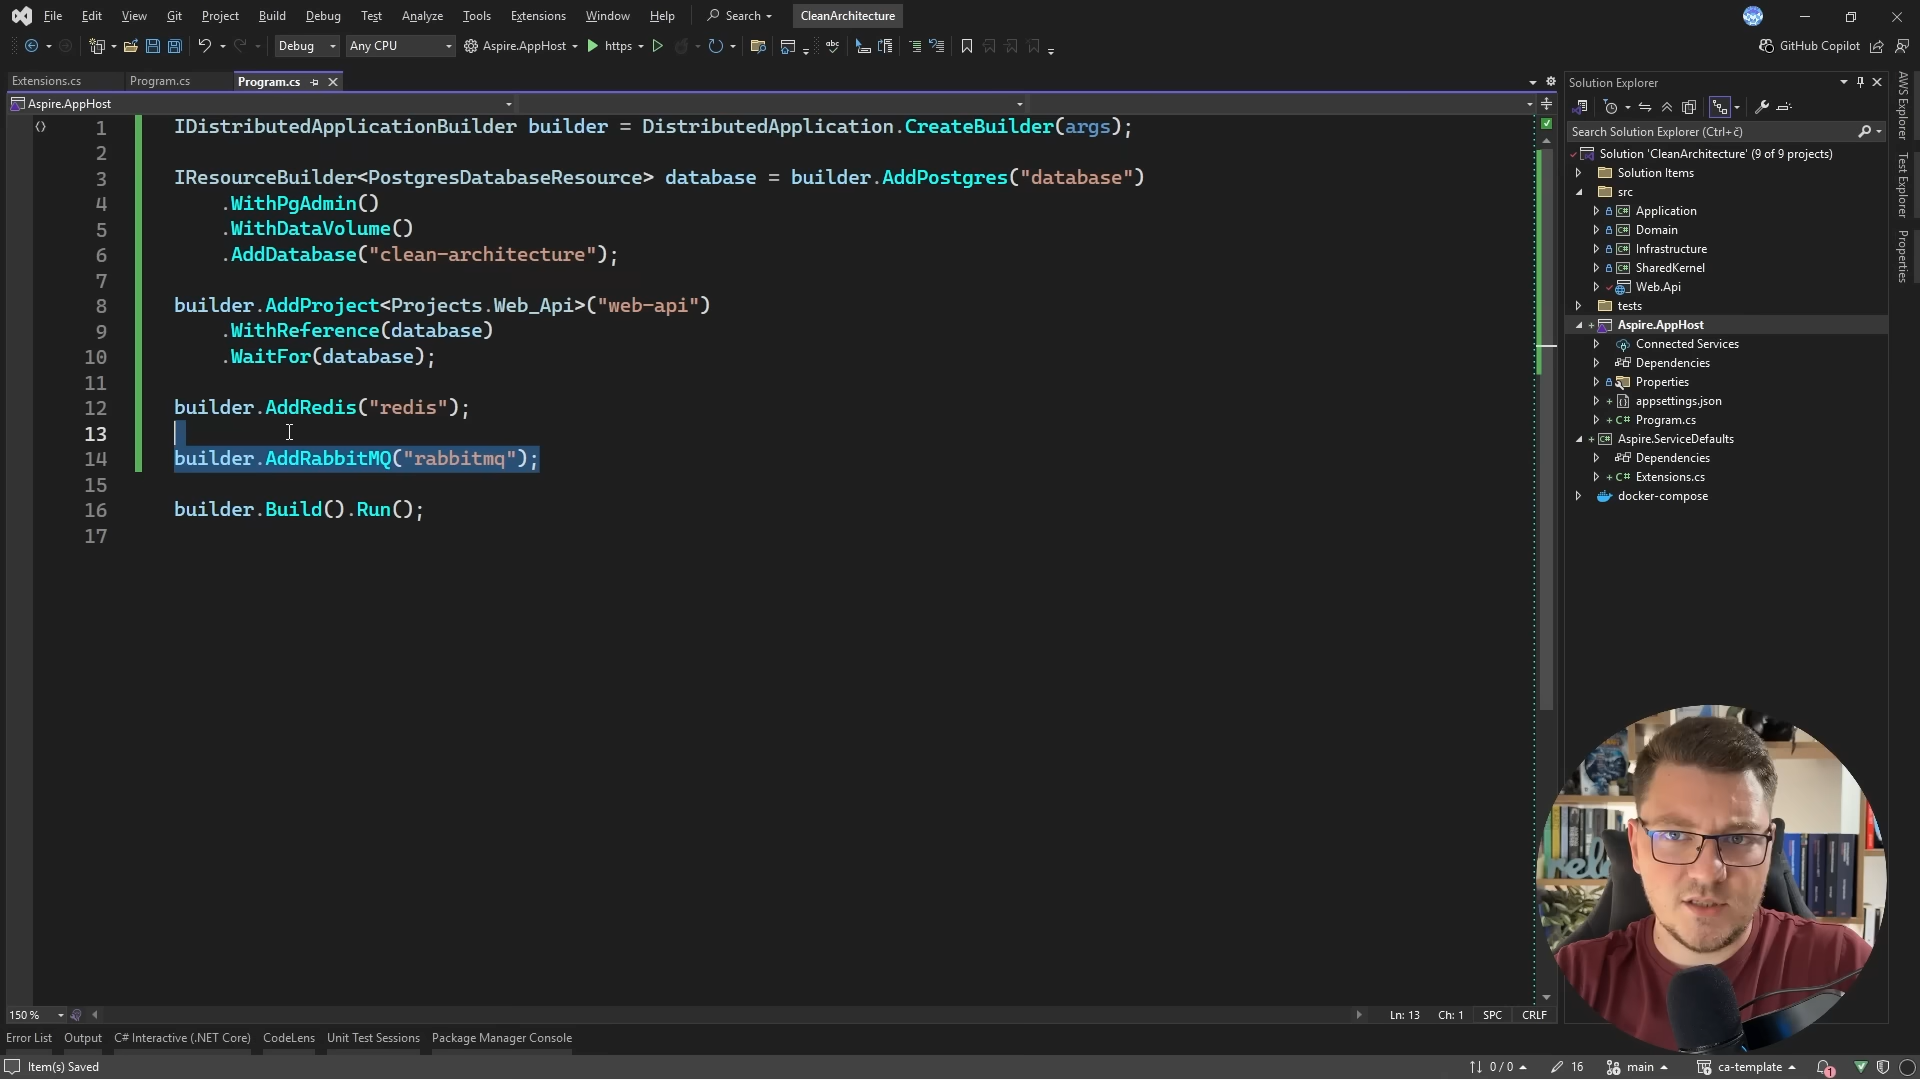 File Edit View Git Project Build Debug Test Analyze Tools Extensions Window Help Search CleanArchitecture
Debug Any CPU Aspire.AppHost https GitHub Copilot
Extensions.cs Program.cs Program.cs
Aspire.AppHost
1 IDistributedApplicationBuilder builder = DistributedApplication.CreateBuilder(args);
2
3 IResourceBuilder<PostgresDatabaseResource> database = builder.AddPostgres("database")
4 .WithPgAdmin()
5 .WithDataVolume()
6 .AddDatabase("clean-architecture");
7
8 builder.AddProject<Projects.Web_Api>("web-api")
9 .WithReference(database)
10 .WaitFor(database);
11
12 builder.AddRedis("redis");
13
14 builder.AddRabbitMQ("rabbitmq");
15
16 builder.Build().Run();
17
150 % Ln: 13 Ch: 1 SPC CRLF
Error List Output C# Interactive (.NET Core) CodeLens Unit Test Sessions Package Manager Console
Item(s) Saved 0 / 0 16 main ca-template 1
Solution Explorer
Search Solution Explorer (Ctrl+č)
Solution 'CleanArchitecture' (9 of 9 projects)
Solution Items
src
C# Application
C# Domain
C# Infrastructure
C# SharedKernel
Web.Api
tests
Aspire.AppHost
Connected Services
Dependencies
Properties
appsettings.json
C# Program.cs
C# Aspire.ServiceDefaults
Dependencies
C# Extensions.cs
docker-compose
AWS Explorer
Test Explorer
Properties